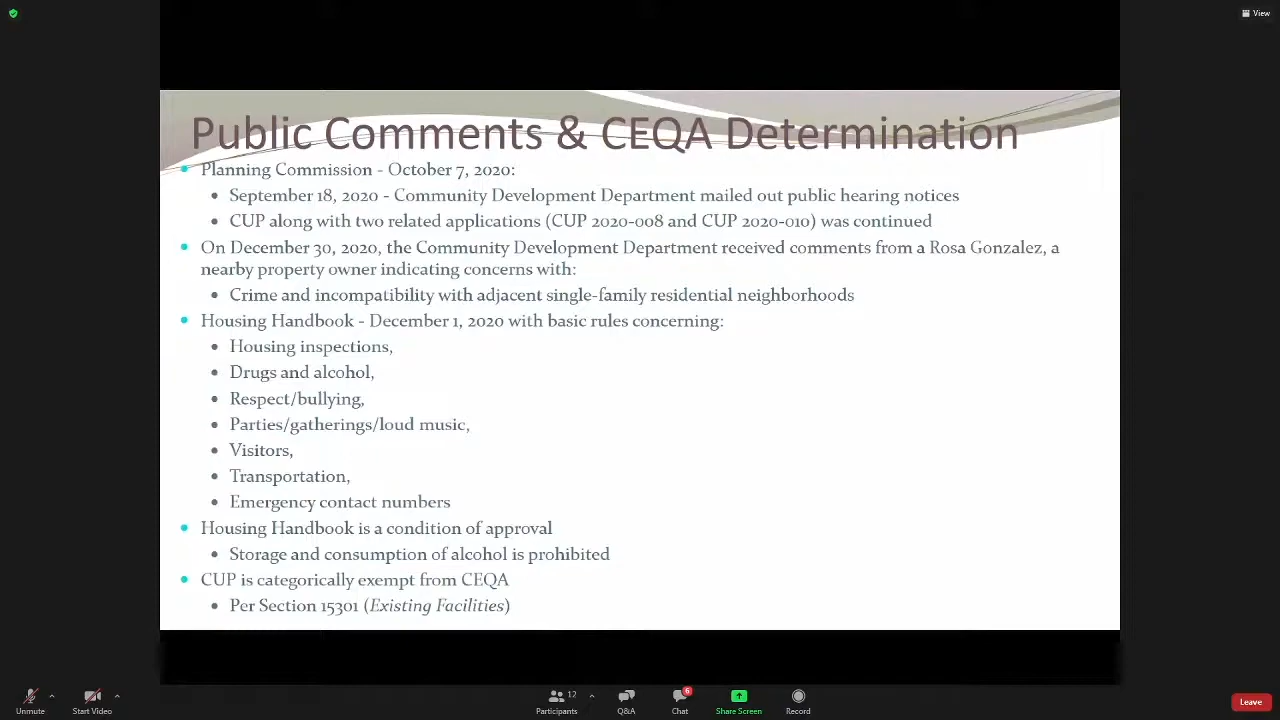 View
Public Comments & CEQA Determination
Planning Commission - October 7, 2020:
September 18, 2020 - Community Development Department mailed out public hearing notices
CUP along with two related applications (CUP 2020-008 and CUP 2020-010) was continued
On December 30, 2020, the Community Development Department received comments from a Rosa Gonzalez, a
nearby property owner indicating concerns with:
Crime and incompatibility with adjacent single-family residential neighborhoods
Housing Handbook - December 1, 2020 with basic rules concerning:
Housing inspections,
Drugs and alcohol,
Respect/bullying,
Parties/gatherings/loud music,
Visitors,
Transportation,
Emergency contact numbers
Housing Handbook is a condition of approval
Storage and consumption of alcohol is prohibited
CUP is categorically exempt from CEQA
Per Section 15301 (Existing Facilities)
12
6
Unmute Start Video Participants Q&A Chat Share Screen Record Leave